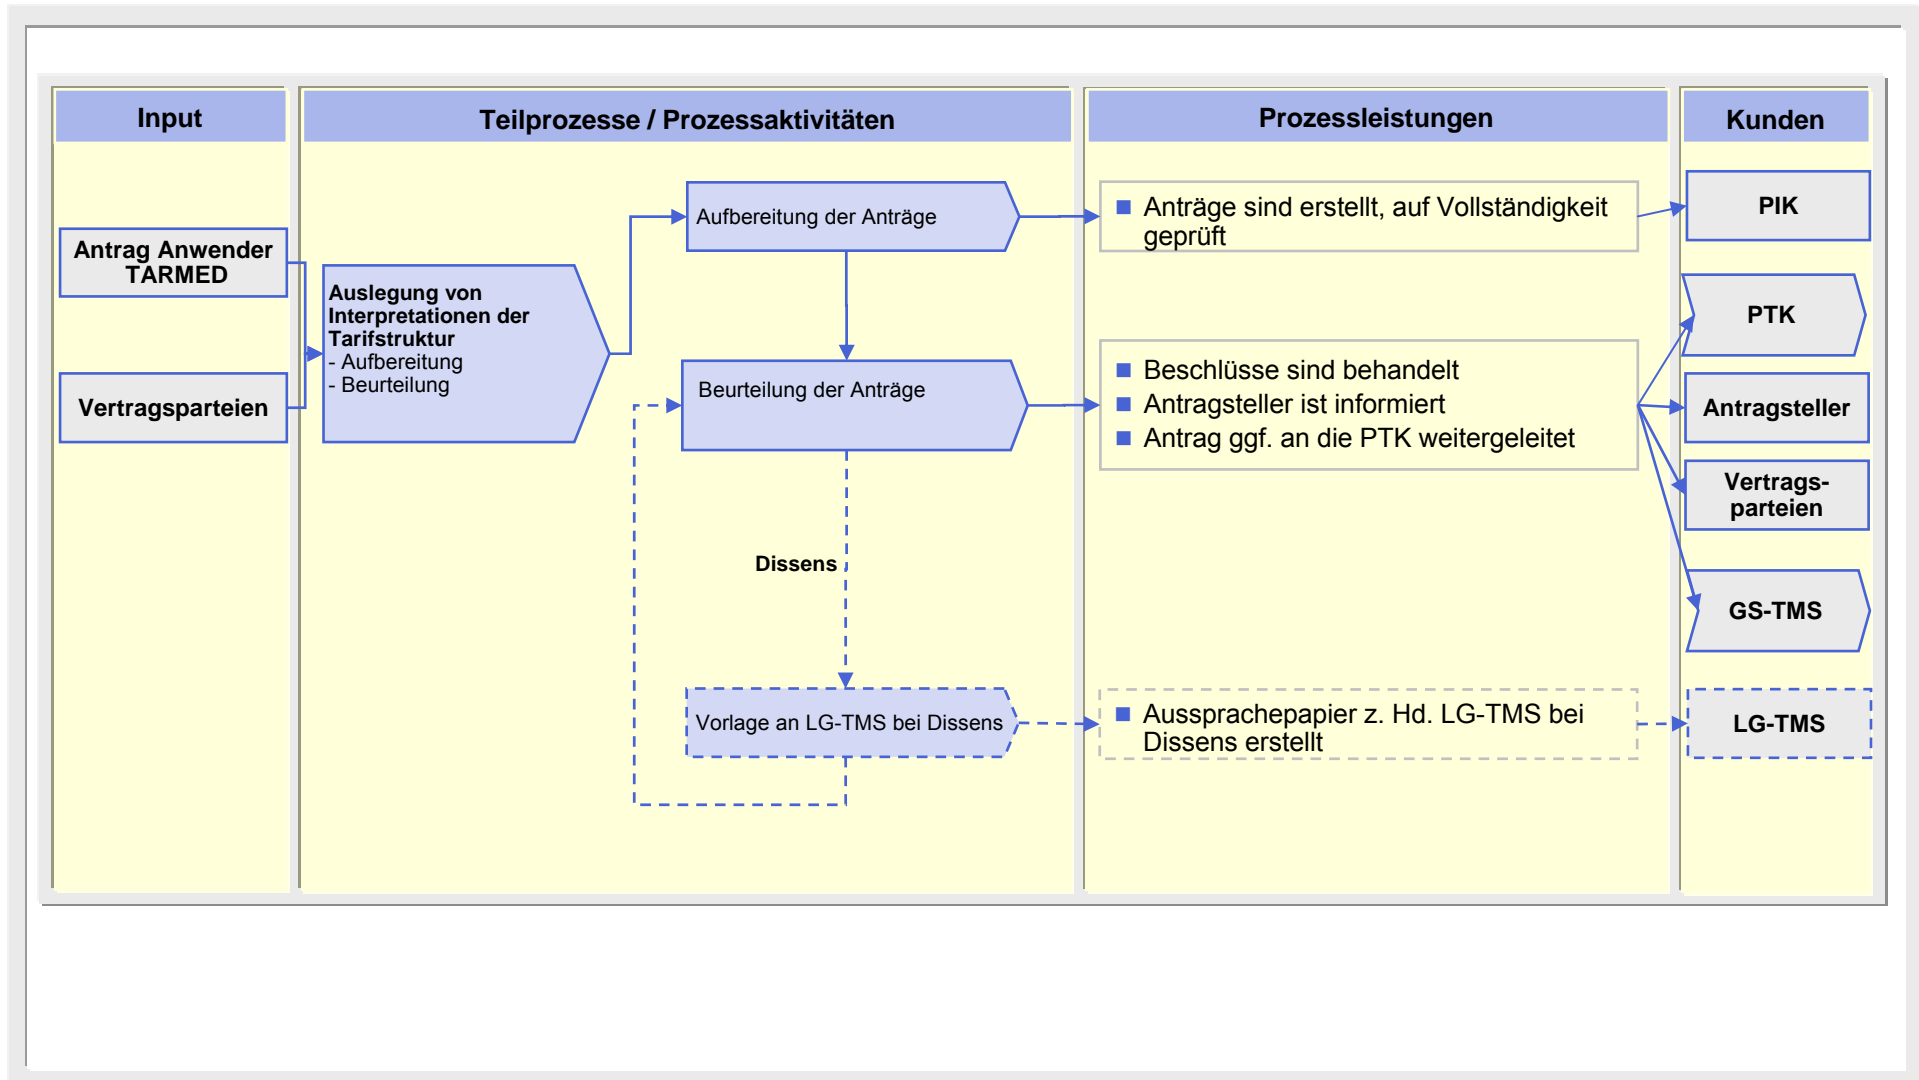 Input
Teilprozesse / Prozessaktivitäten
Prozessleistungen
Kunden
Antrag Anwender
TARMED
Vertragsparteien
Auslegung von
Interpretationen der
Tarifstruktur
- Aufbereitung
- Beurteilung
Aufbereitung der Anträge
Beurteilung der Anträge
Dissens
Vorlage an LG-TMS bei Dissens
Anträge sind erstellt, auf Vollständigkeit
geprüft
Beschlüsse sind behandelt
Antragsteller ist informiert
Antrag ggf. an die PTK weitergeleitet
Aussprachepapier z. Hd. LG-TMS bei
Dissens erstellt
PIK
PTK
Antragsteller
Vertrags-
parteien
GS-TMS
LG-TMS